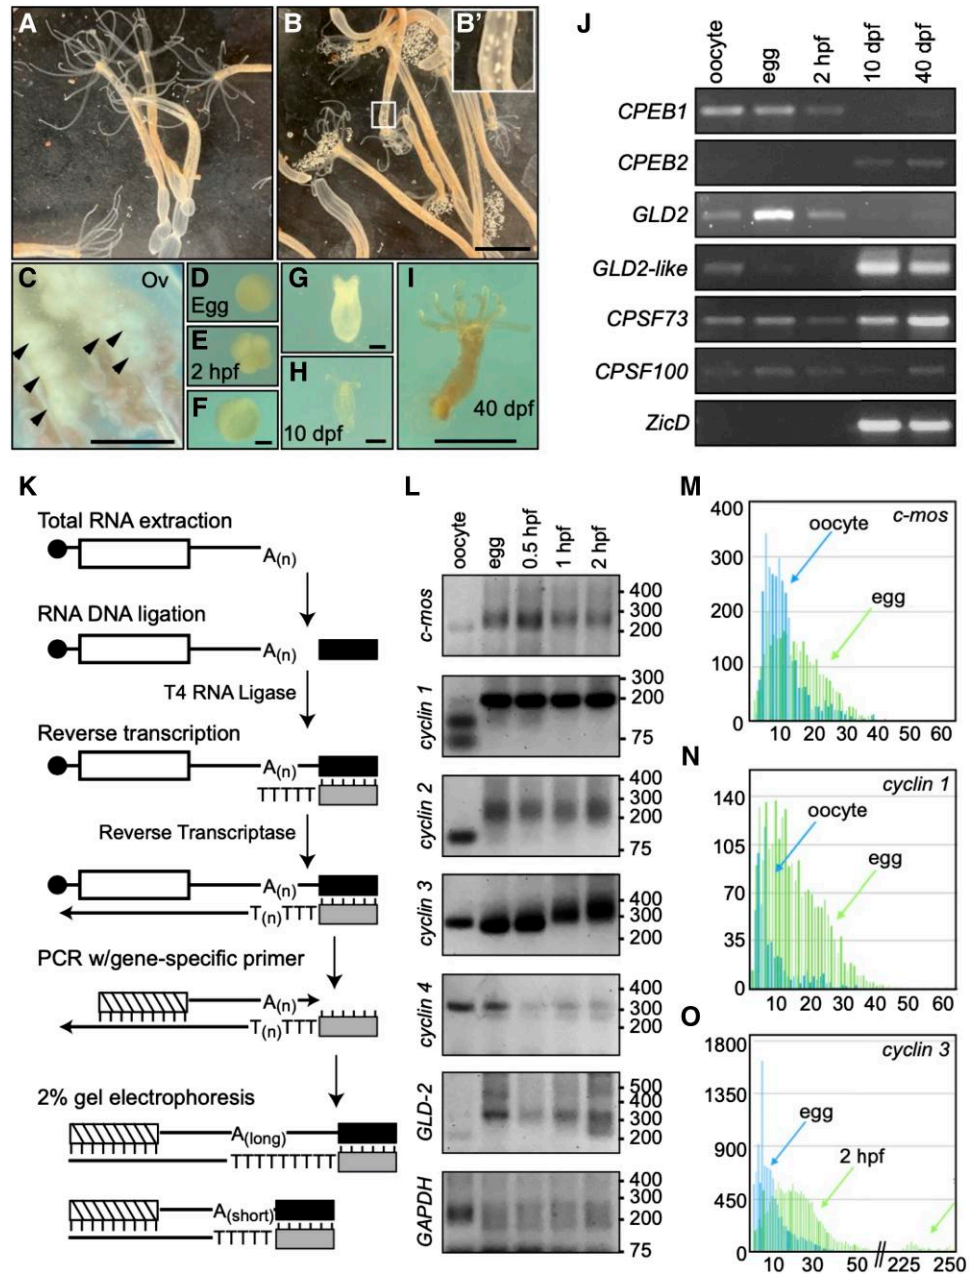 A
B
B'
C
Ov
D
Egg
E
2 hpf
F
G
H
10 dpf
I
40 dpf
J
oocyte egg 2 hpf 10 dpf 40 dpf
CPEB1
CPEB2
GLD2
GLD2-like
CPSF73
CPSF100
ZicD
K
Total RNA extraction
A(n)
RNA DNA ligation
A(n)
T4 RNA Ligase
Reverse transcription
A(n)
TTTTT
Reverse Transcriptase
A(n)
T(n)TTT
PCR w/gene-specific primer
A(n)
T(n)TTT
2% gel electrophoresis
A(long)
TTTTTTTTT
A(short)
TTTTT
L
oocyte egg 0.5 hpf 1 hpf 2 hpf
c-mos
400
300
200
cyclin 1
300
200
75
cyclin 2
400
300
200
75
cyclin 3
400
300
200
cyclin 4
400
300
200
GLD-2
500
400
300
200
GAPDH
400
300
200
75
M
c-mos
oocyte
egg
400
300
200
100
0
10 20 30 40 50 60
N
cyclin 1
oocyte
egg
140
105
70
35
0
10 20 30 40 50 60
O
cyclin 3
egg
2 hpf
1800
1350
900
450
0
10 30 50 // 225 250